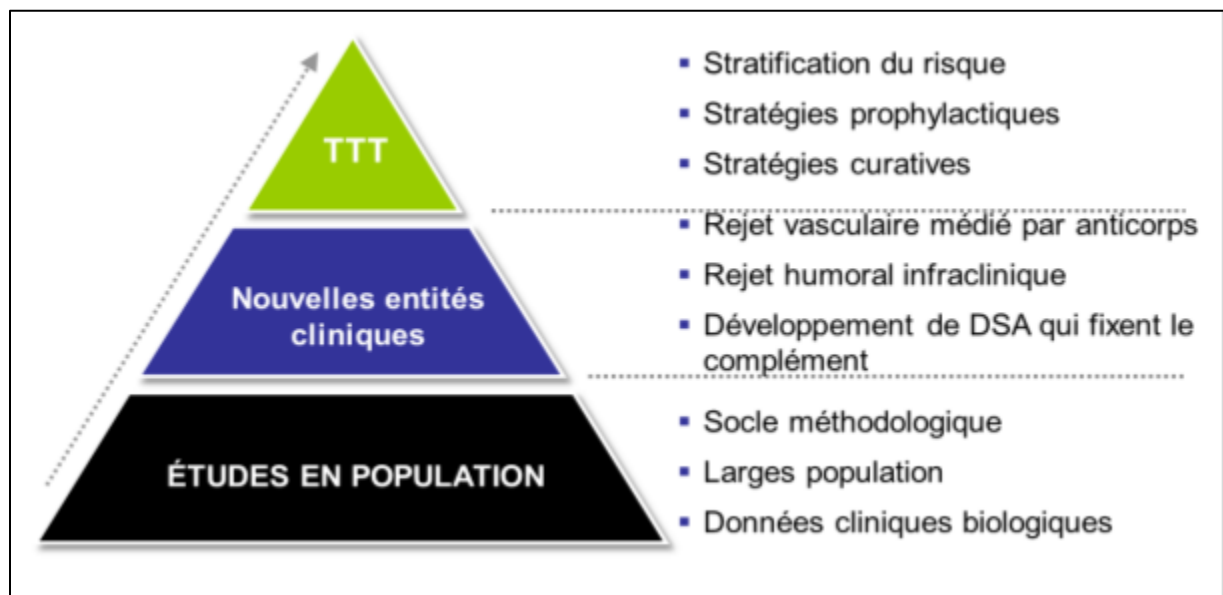 TTT
Stratification du risque
Stratégies prophylactiques
Stratégies curatives
Nouvelles entités
cliniques
Rejet vasculaire médié par anticorps
Rejet humoral infraclinique
Développement de DSA qui fixent le
complément
ÉTUDES EN POPULATION
Socle méthodologique
Larges population
Données cliniques biologiques